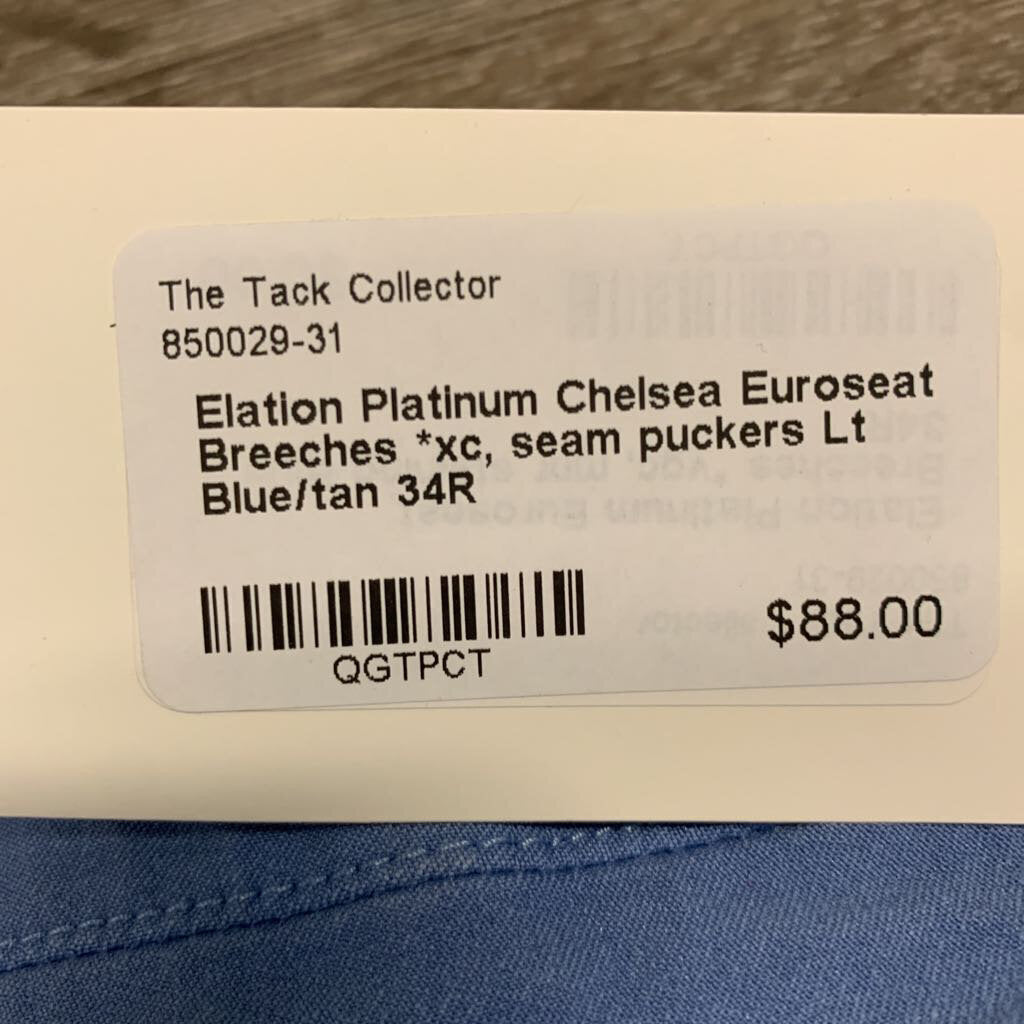 The Tack Collector
850029-31
Elation Platinum Chelsea Euroseat
Breeches *xc, seam puckers Lt
Blue/tan 34R
$88.00
QGTPCT